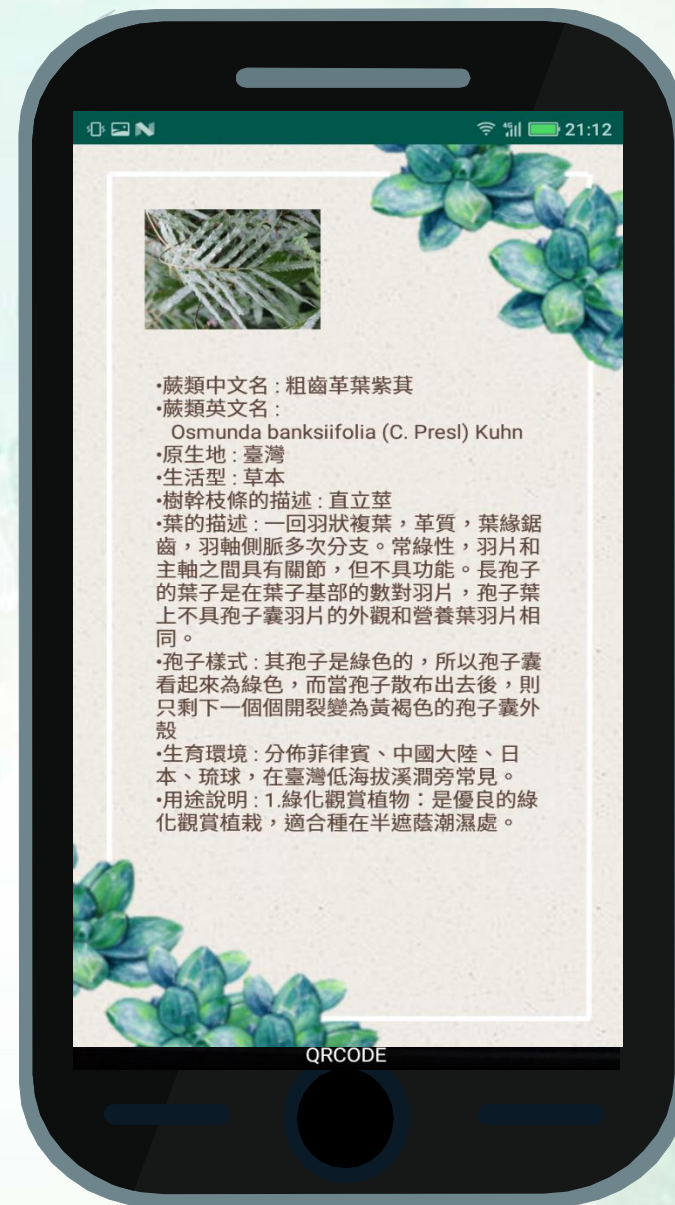 21:12
•蕨類中文名 : 粗齒革葉紫萁
•蕨類英文名 :
Osmunda banksiifolia (C. Presl) Kuhn
•原生地 : 臺灣
•生活型 : 草本
•樹幹枝條的描述 : 直立莖
•葉的描述 : 一回羽狀複葉，革質，葉緣鋸
齒，羽軸側脈多次分支。常綠性，羽片和
主軸之間具有關節，但不具功能。長孢子
的葉子是在葉子基部的數對羽片，孢子葉
上不具孢子囊羽片的外觀和營養葉羽片相
同。
•孢子樣式 : 其孢子是綠色的，所以孢子囊
看起來為綠色，而當孢子散布出去後，則
只剩下一個個開裂變為黃褐色的孢子囊外
殼
•生育環境 : 分佈菲律賓、中國大陸、日
本、琉球，在臺灣低海拔溪澗旁常見。
•用途說明 : 1.綠化觀賞植物：是優良的綠
化觀賞植栽，適合種在半遮蔭潮濕處。
QRCODE